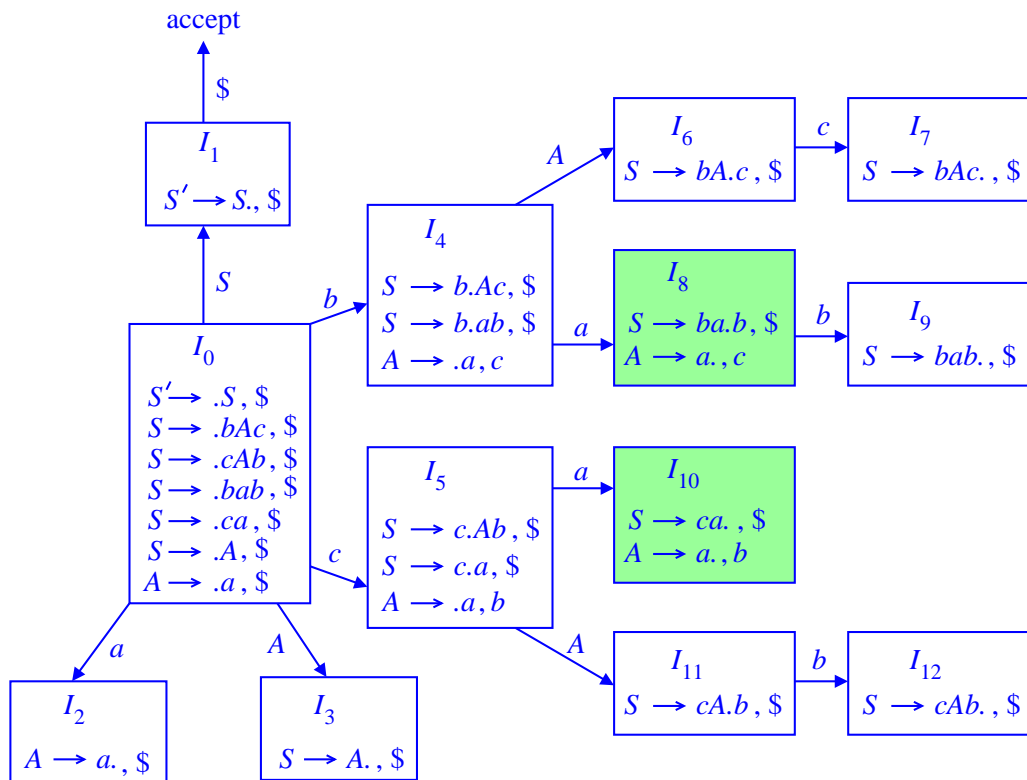 accept
$
I₁
S′ → S., $
S
I₀
S′ → .S, $
S → .bAc, $
S → .cAb, $
S → .bab, $
S → .ca, $
S → .A, $
A → .a, $
a
I₂
A → a., $
A
I₃
S → A., $
b
I₄
S → b.Ac, $
S → b.ab, $
A → .a, c
c
I₅
S → c.Ab, $
S → c.a, $
A → .a, b
A
I₆
S → bA.c, $
c
I₇
S → bAc., $
a
I₈
S → ba.b, $
A → a., c
b
I₉
S → bab., $
a
I₁₀
S → ca., $
A → a., b
A
I₁₁
S → cA.b, $
b
I₁₂
S → cAb., $